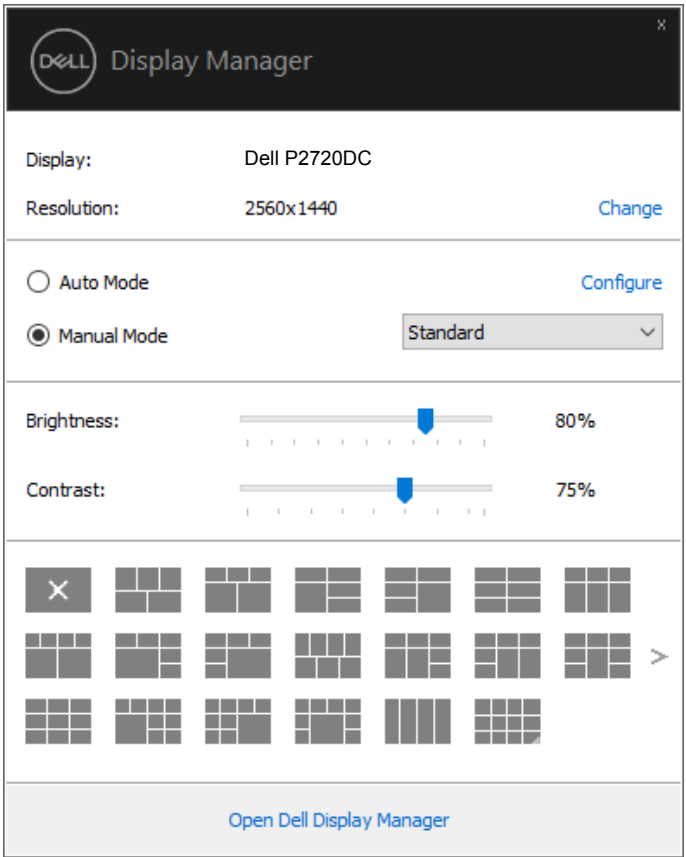 x
DELL Display Manager
Display: Dell P2720DC
Resolution: 2560x1440 Change
Auto Mode Configure
Manual Mode Standard
Brightness: 80%
Contrast: 75%
Open Dell Display Manager